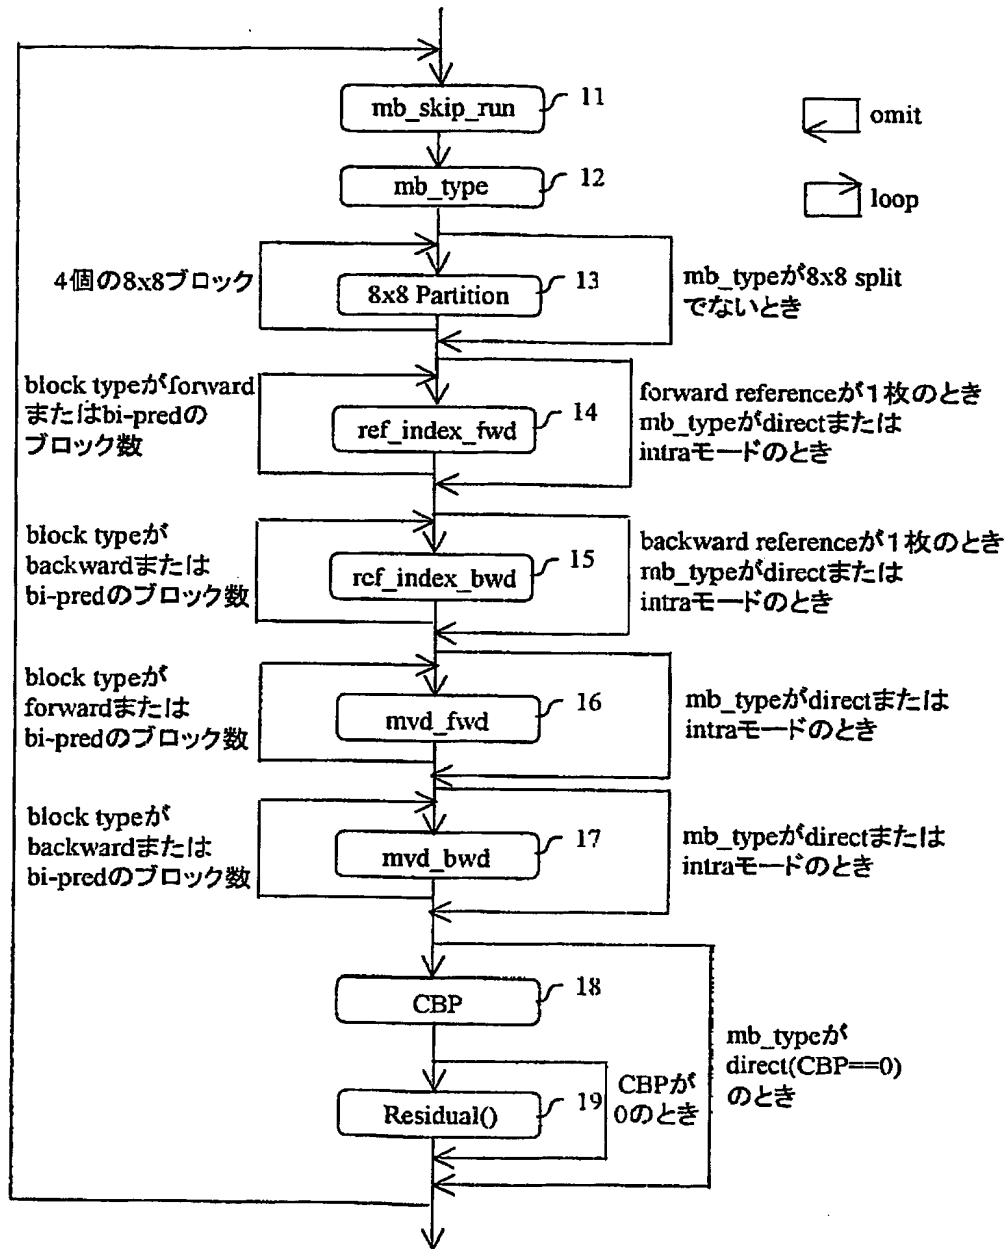 mb_skip_run
11
omit
mb_type
12
loop
4個の8x8ブロック
8x8 Partition
13
mb_typeが8x8 split
でないとき
block typeがforward
またはbi-predの
ブロック数
ref_index_fwd
14
forward referenceが1枚のとき
mb_typeがdirectまたは
intraモードのとき
block typeが
backwardまたは
bi-predのブロック数
ref_index_bwd
15
backward referenceが1枚のとき
mb_typeがdirectまたは
intraモードのとき
block typeが
forwardまたは
bi-predのブロック数
mvd_fwd
16
mb_typeがdirectまたは
intraモードのとき
block typeが
backwardまたは
bi-predのブロック数
mvd_bwd
17
mb_typeがdirectまたは
intraモードのとき
CBP
18
mb_typeが
direct(CBP==0)
のとき
Residual()
19
CBPが
0のとき